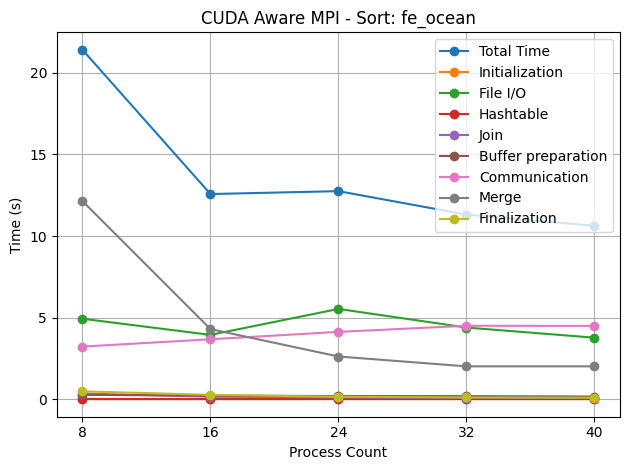 CUDA Aware MPI - Sort: fe_ocean
Time (s)
20
15
10
5
0
8
16
24
32
40
Process Count
Total Time
Initialization
File I/O
Hashtable
Join
Buffer preparation
Communication
Merge
Finalization